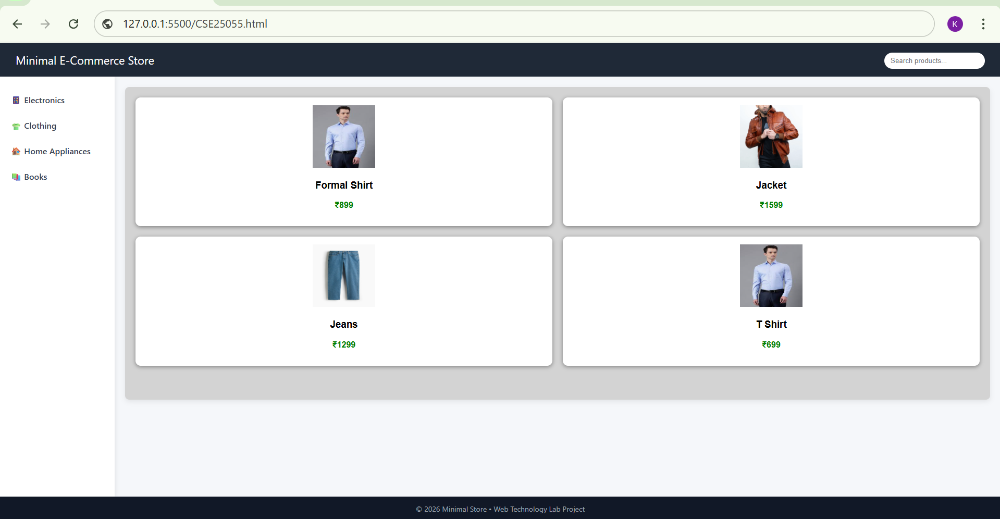 127.0.0.1:5500/CSE25055.html
K
Minimal E-Commerce Store
Search products...
Electronics
Clothing
Home Appliances
Books
Formal Shirt
₹899
Jacket
₹1599
Jeans
₹1299
T Shirt
₹699
© 2026 Minimal Store • Web Technology Lab Project